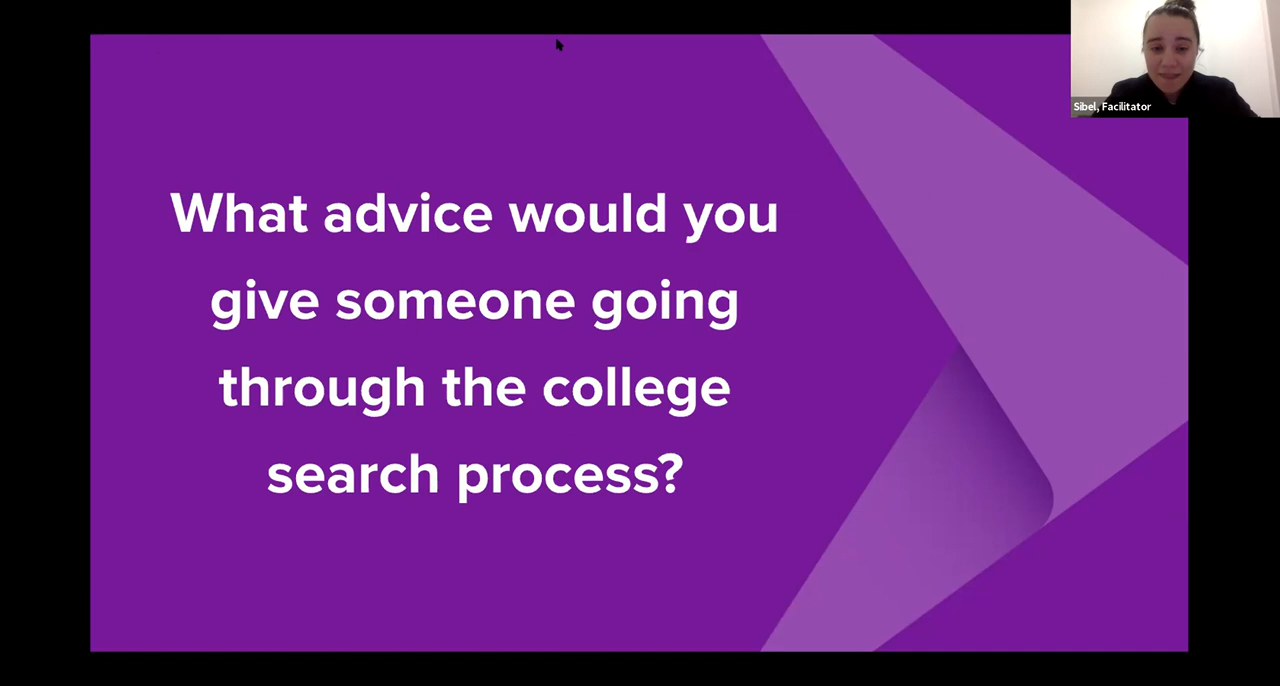 Sibel, Facilitator
What advice would you
give someone going
through the college
search process?